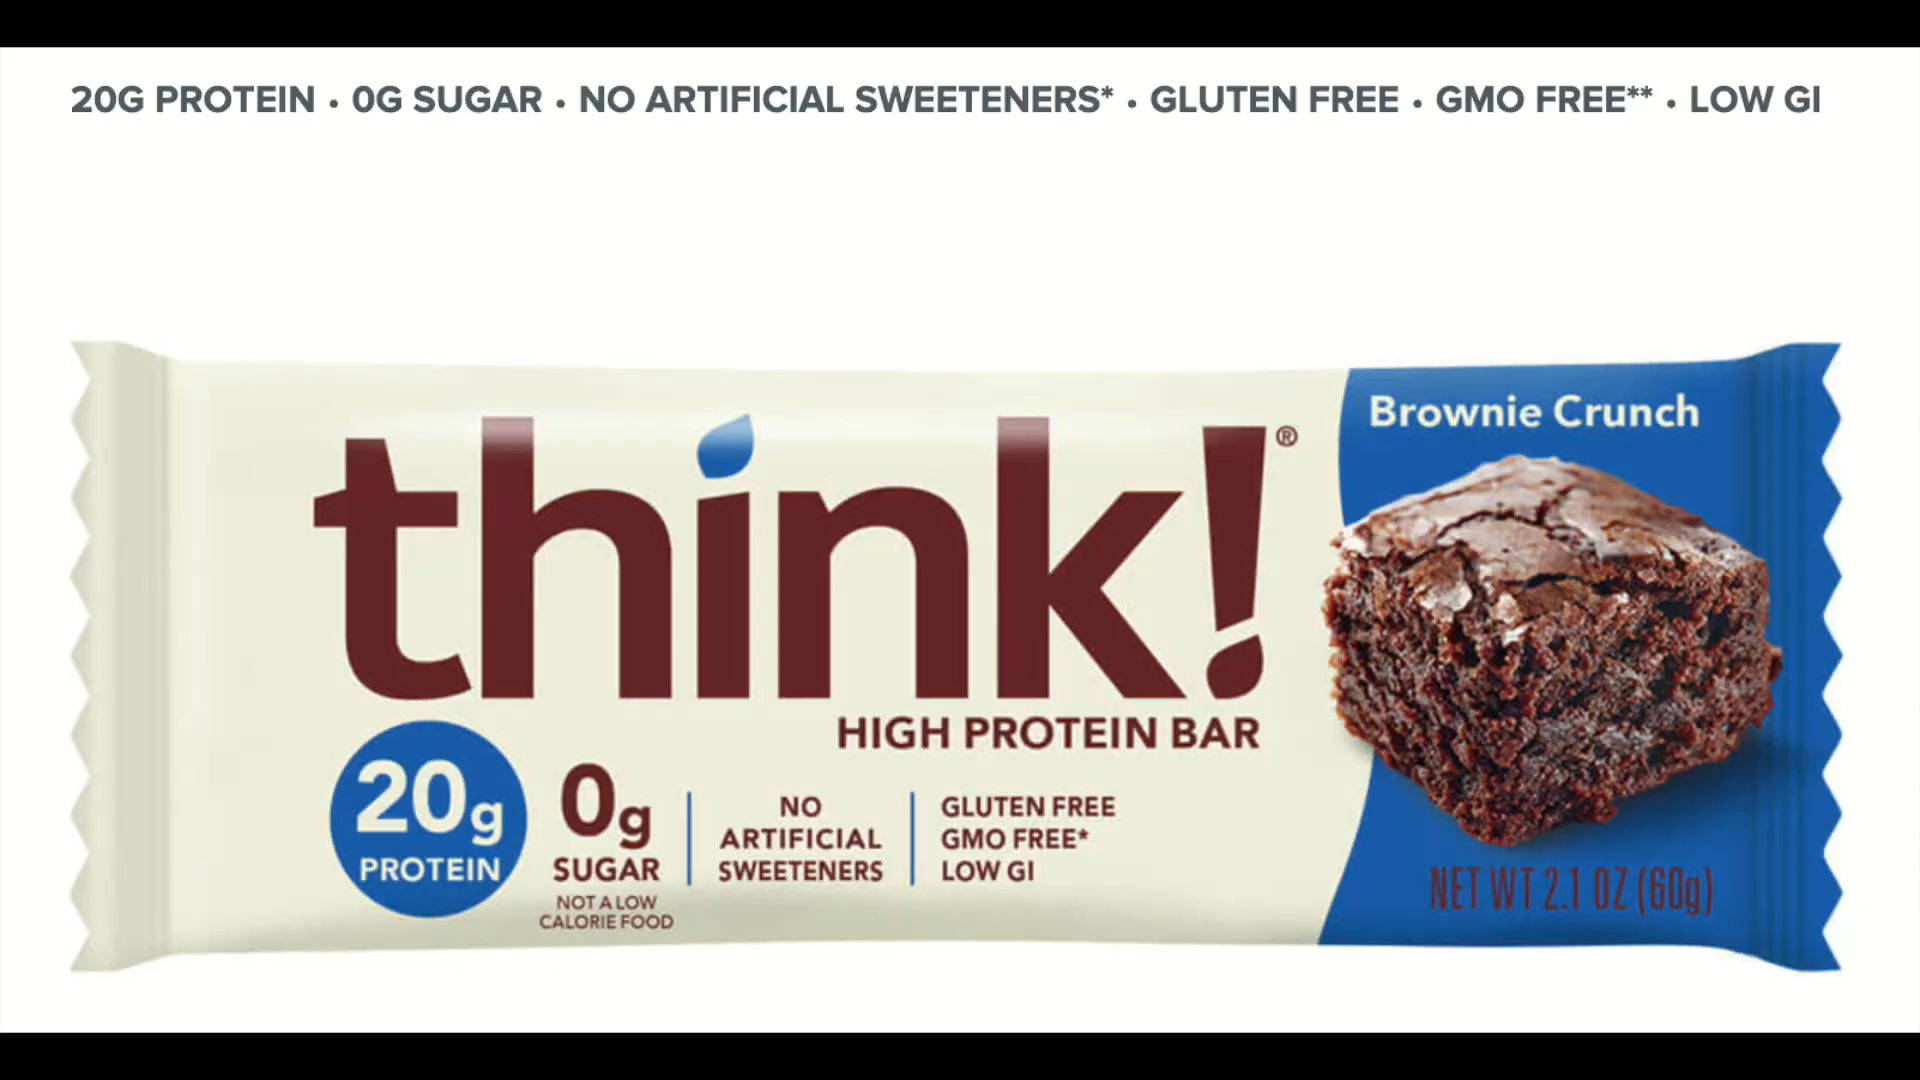 20G PROTEIN • 0G SUGAR • NO ARTIFICIAL SWEETENERS* • GLUTEN FREE • GMO FREE** • LOW GI
think!®
HIGH PROTEIN BAR
Brownie Crunch
20g
PROTEIN
0g
SUGAR
NOT A LOW
CALORIE FOOD
NO
ARTIFICIAL
SWEETENERS
GLUTEN FREE
GMO FREE*
LOW GI
NET WT 2.1 OZ (60g)